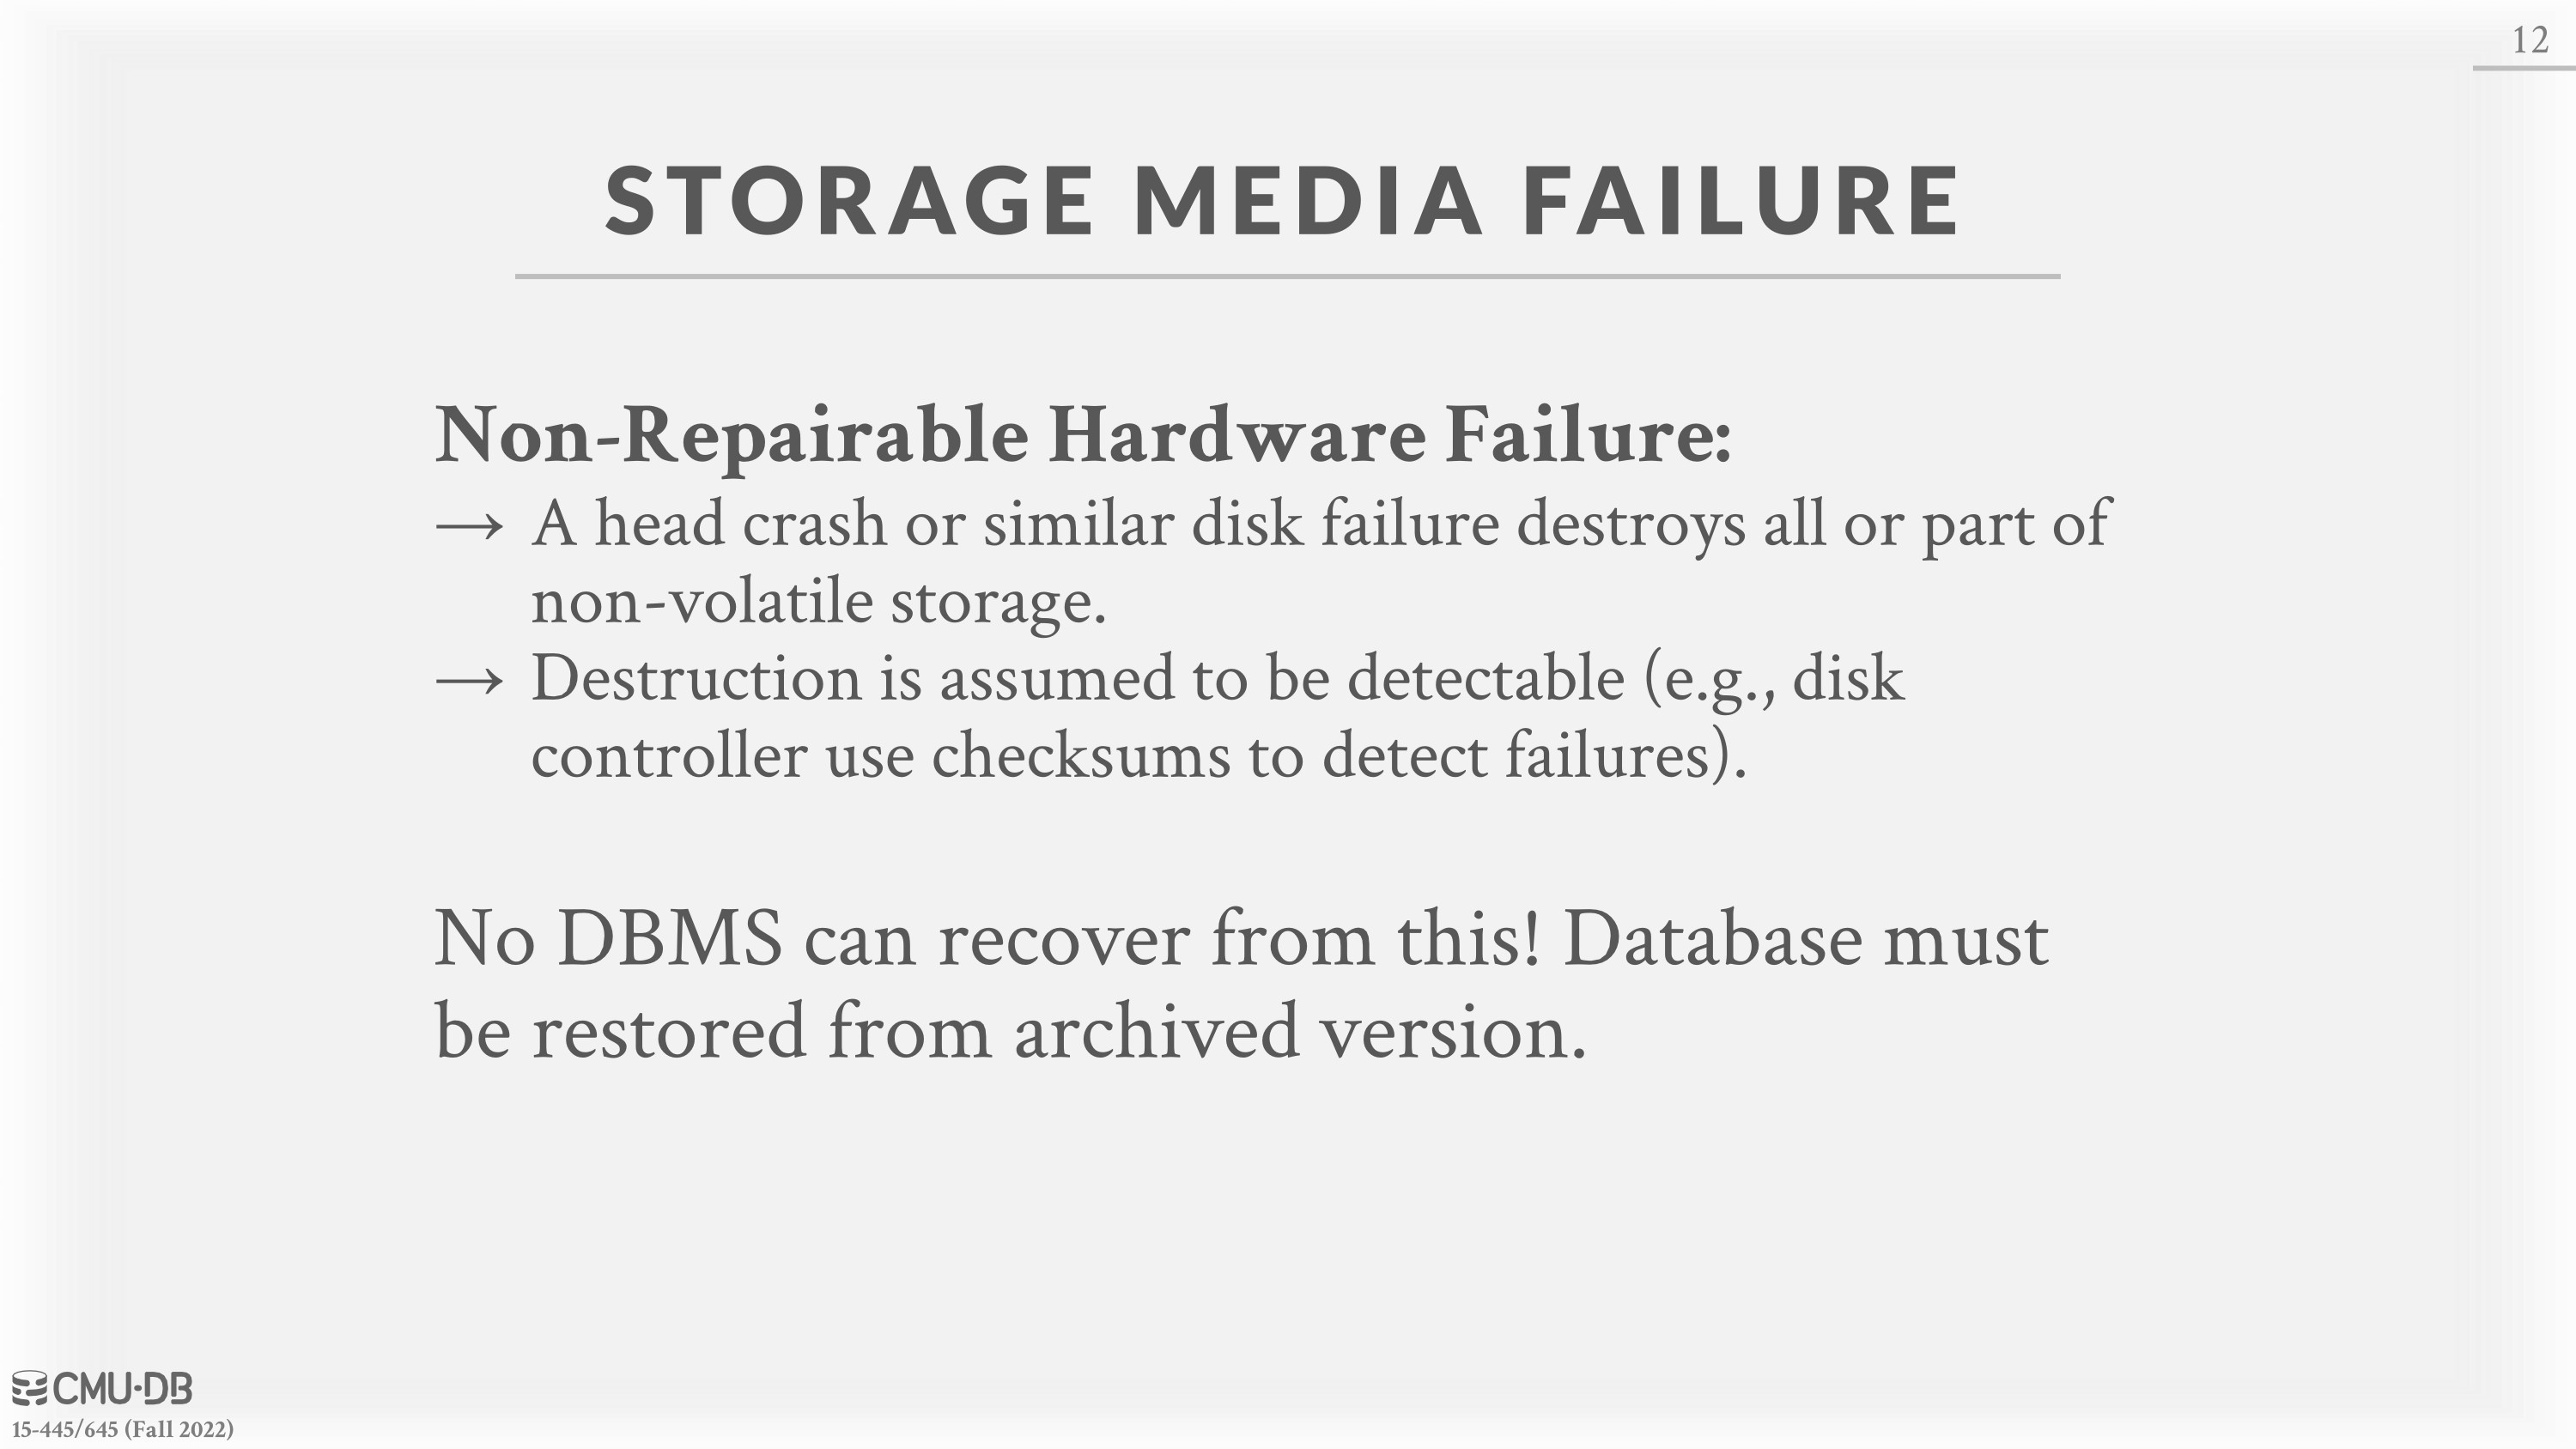 12
STORAGE MEDIA FAILURE
Non-Repairable Hardware Failure:
→ A head crash or similar disk failure destroys all or part of
non-volatile storage.
→ Destruction is assumed to be detectable (e.g., disk
controller use checksums to detect failures).
No DBMS can recover from this! Database must
be restored from archived version.
CMU·DB
15-445/645 (Fall 2022)